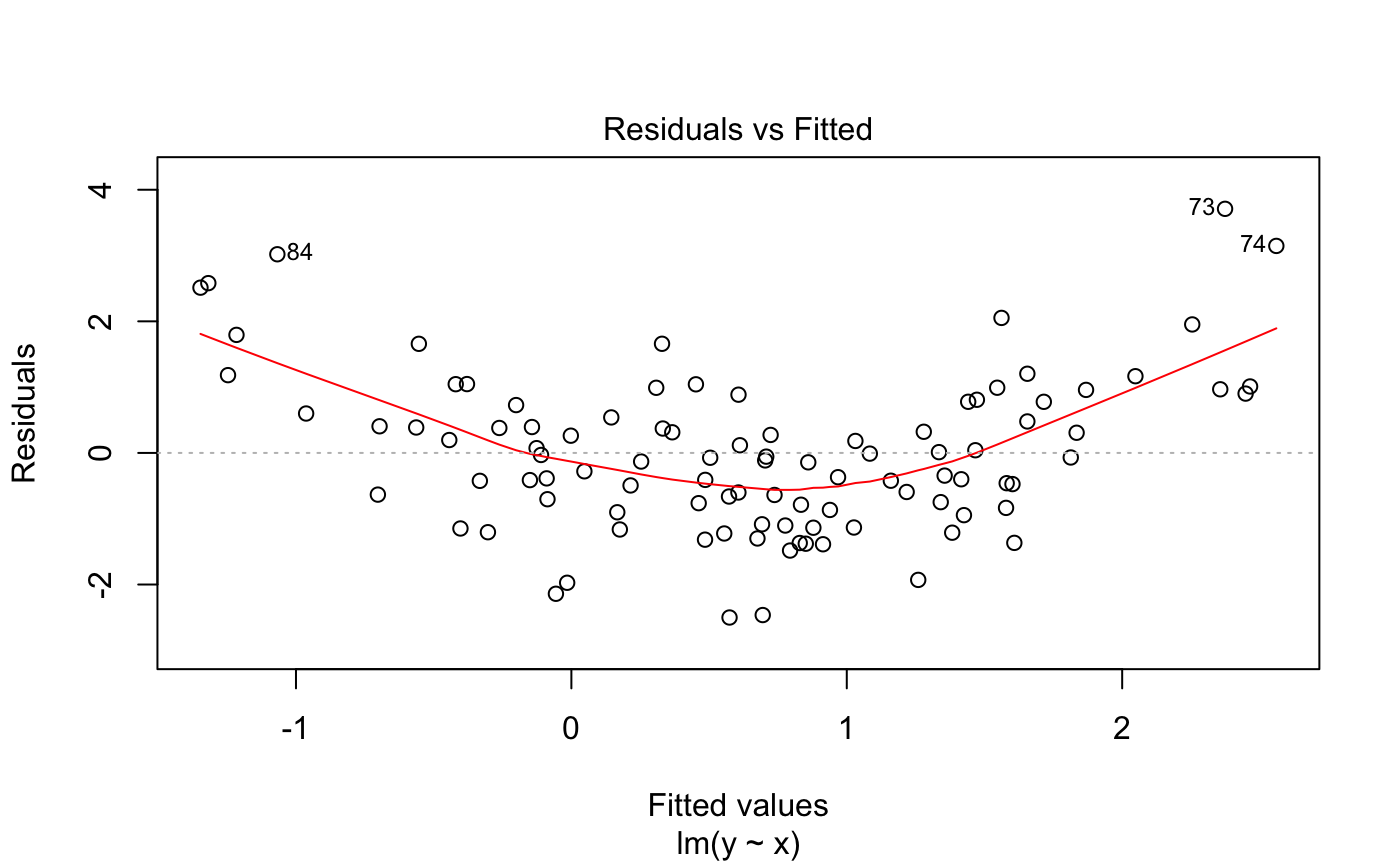 Residuals vs Fitted
Residuals
4
2
0
-2
84
73
74
-1
0
1
2
Fitted values
lm(y ~ x)